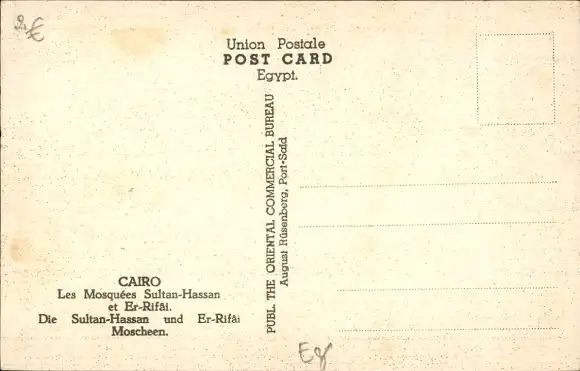 Union Postale
POST CARD
Egypt.
PUBL. THE ORIENTAL COMMERCIAL BUREAU
August Rüsenberg, Port-Said
CAIRO
Les Mosquées Sultan-Hassan
et Er-Rifâi.
Die Sultan-Hassan und Er-Rifâi
Moscheen.